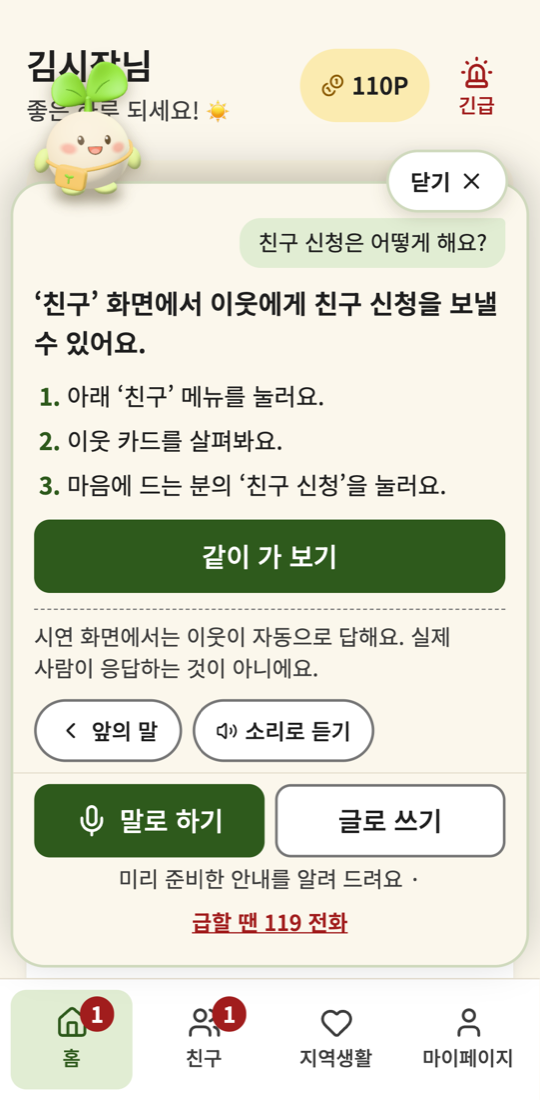 김시장님
좋은 하루 되세요! ☀️
110P
긴급
닫기 ✕
친구 신청은 어떻게 해요?
‘친구’ 화면에서 이웃에게 친구 신청을 보낼
수 있어요.
1. 아래 ‘친구’ 메뉴를 눌러요.
2. 이웃 카드를 살펴봐요.
3. 마음에 드는 분의 ‘친구 신청’을 눌러요.
같이 가 보기
시연 화면에서는 이웃이 자동으로 답해요. 실제
사람이 응답하는 것이 아니에요.
앞의 말
소리로 듣기
말로 하기
글로 쓰기
미리 준비한 안내를 알려 드려요 ·
급할 땐 119 전화
1
1
홈
친구
지역생활
마이페이지